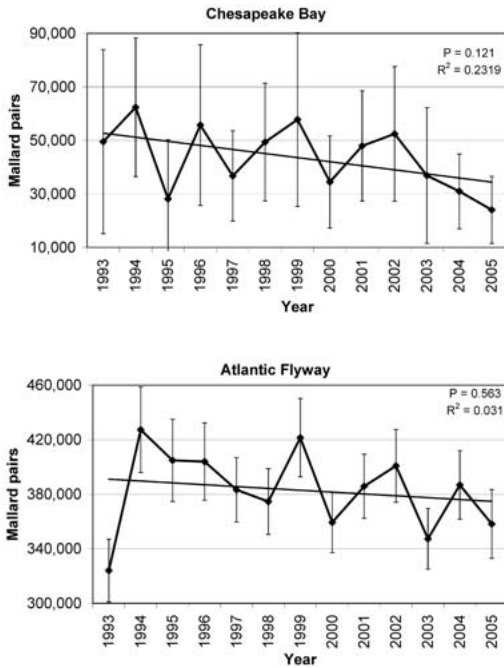 Chesapeake Bay
90,000
P = 0.121
R² = 0.2319
70,000
50,000
30,000
10,000
Mallard pairs
1993 1994 1995 1996 1997 1998 1999 2000 2001 2002 2003 2004 2005
Year
Atlantic Flyway
460,000
P = 0.563
R² = 0.031
420,000
380,000
340,000
300,000
Mallard pairs
1993 1994 1995 1996 1997 1998 1999 2000 2001 2002 2003 2004 2005
Year